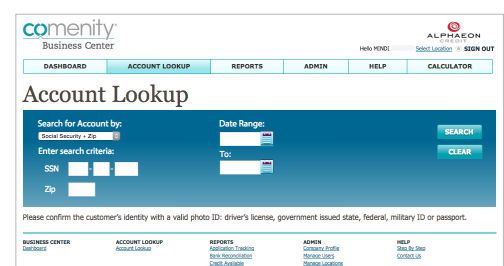 comenity
Business Center
ALPHAEON
CREDIT
Hello MINDI Select Location SIGN OUT
DASHBOARD ACCOUNT LOOKUP REPORTS ADMIN HELP CALCULATOR
Account Lookup
Search for Account by: Date Range:
Social Security + Zip
SEARCH
Enter search criteria: To:
CLEAR
SSN - -
Zip
Please confirm the customer's identity with a valid photo ID: driver's license, government issued state, federal, military ID or passport.
BUSINESS CENTER ACCOUNT LOOKUP REPORTS ADMIN HELP
Dashboard Account Lookup Application Tracking Company Profile Step By Step
Bank Reconciliation Manage Users Contact Us
Credit Available Manage Locations